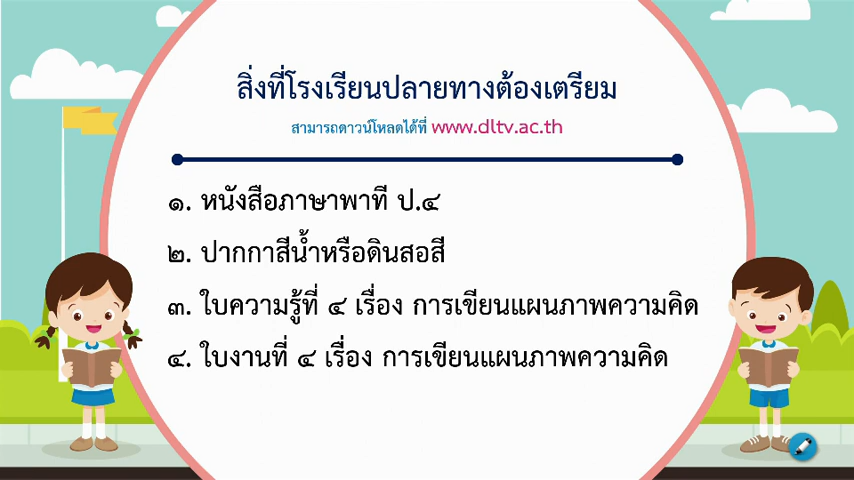 สิ่งที่โรงเรียนปลายทางต้องเตรียม
สามารถดาวน์โหลดได้ที่ www.dltv.ac.th
๑. หนังสือภาษาพาที ป.๔
๒. ปากกาสีน้ำหรือดินสอสี
๓. ใบความรู้ที่ ๔ เรื่อง การเขียนแผนภาพความคิด
๔. ใบงานที่ ๔ เรื่อง การเขียนแผนภาพความคิด